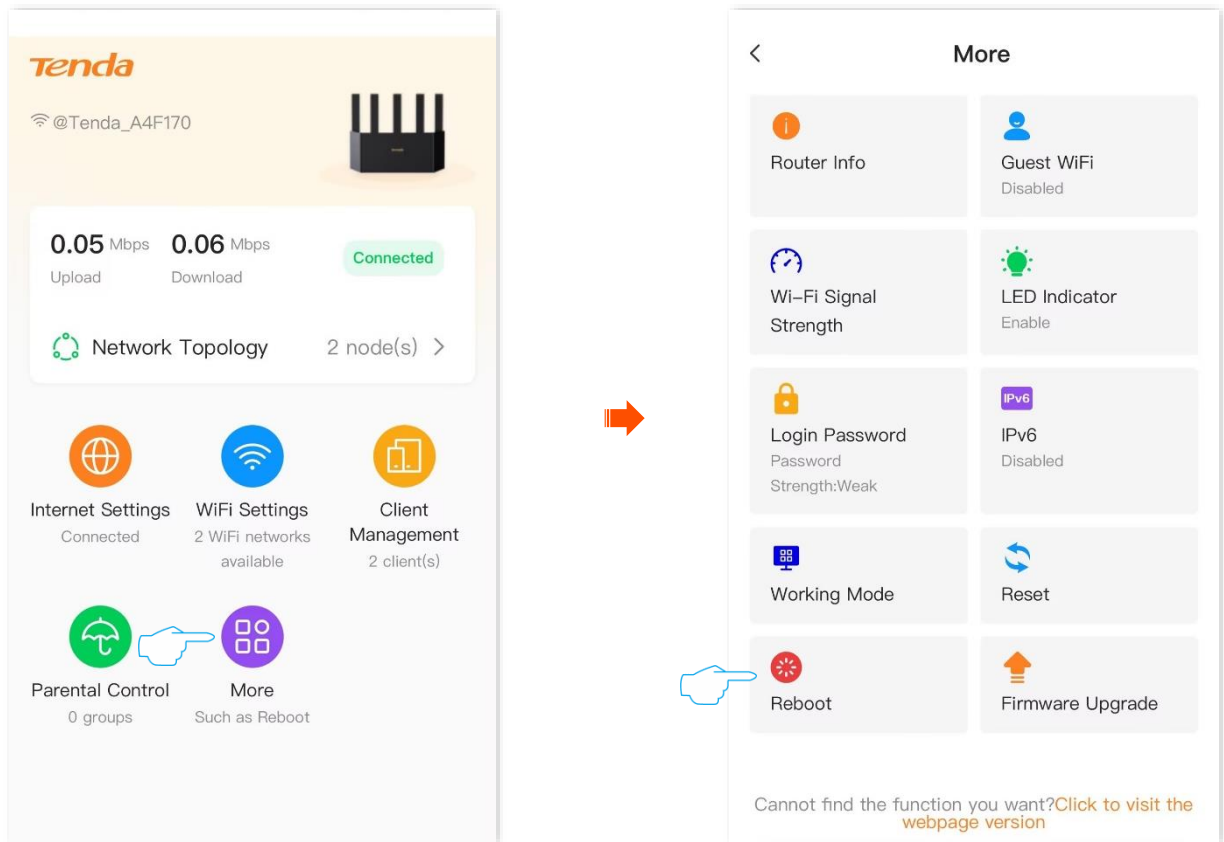 Tenda
@Tenda_A4F170
0.05 Mbps 0.06 Mbps
Upload Download
Connected
Network Topology 2 node(s)
Internet Settings
Connected
WiFi Settings
2 WiFi networks
available
Client
Management
2 client(s)
Parental Control
0 groups
More
Such as Reboot
More
Router Info
Guest WiFi
Disabled
Wi-Fi Signal
Strength
LED Indicator
Enable
Login Password
Password
Strength:Weak
IPv6
IPv6
Disabled
Working Mode
Reset
Reboot
Firmware Upgrade
Cannot find the function you want?Click to visit the
webpage version